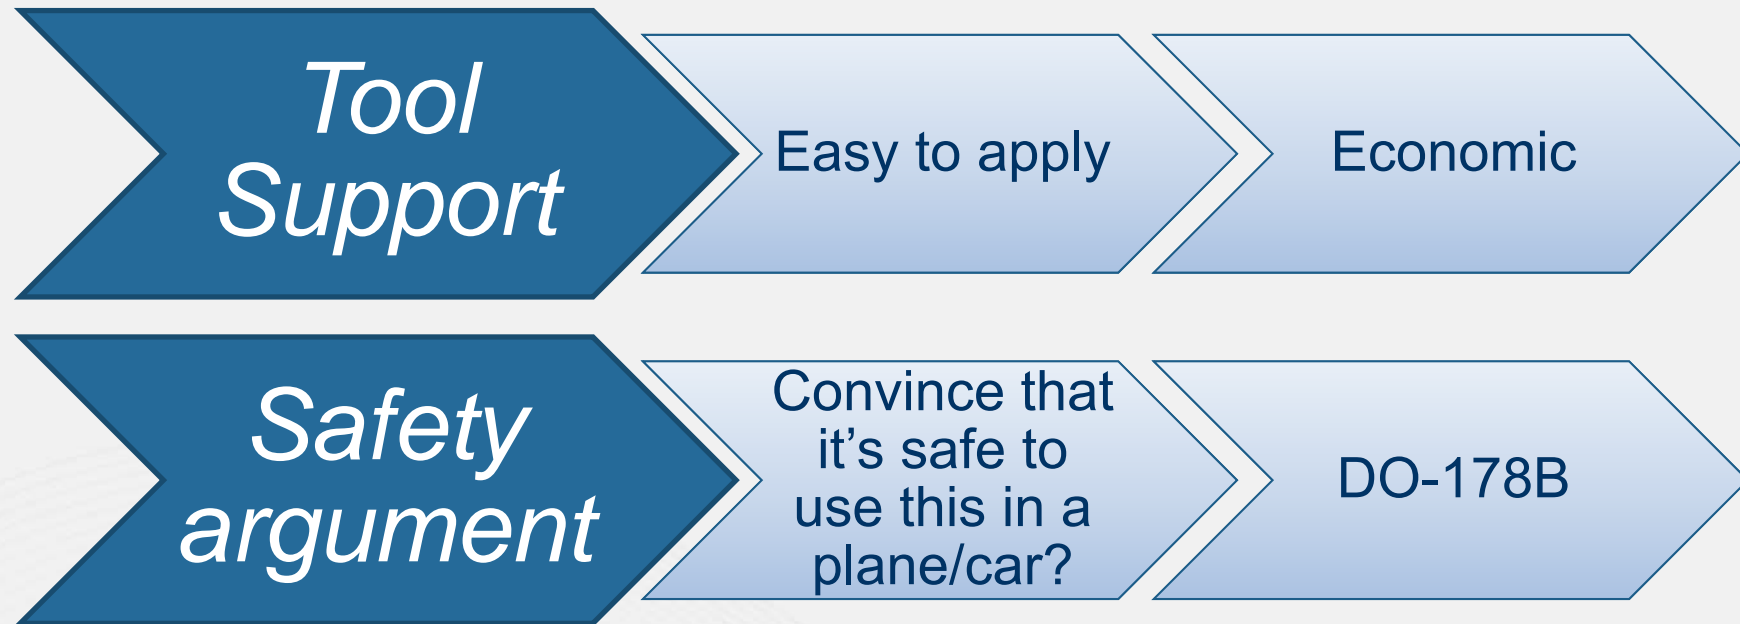 Tool
Support
Easy to apply
Economic
Safety
argument
Convince that
it’s safe to
use this in a
plane/car?
DO-178B